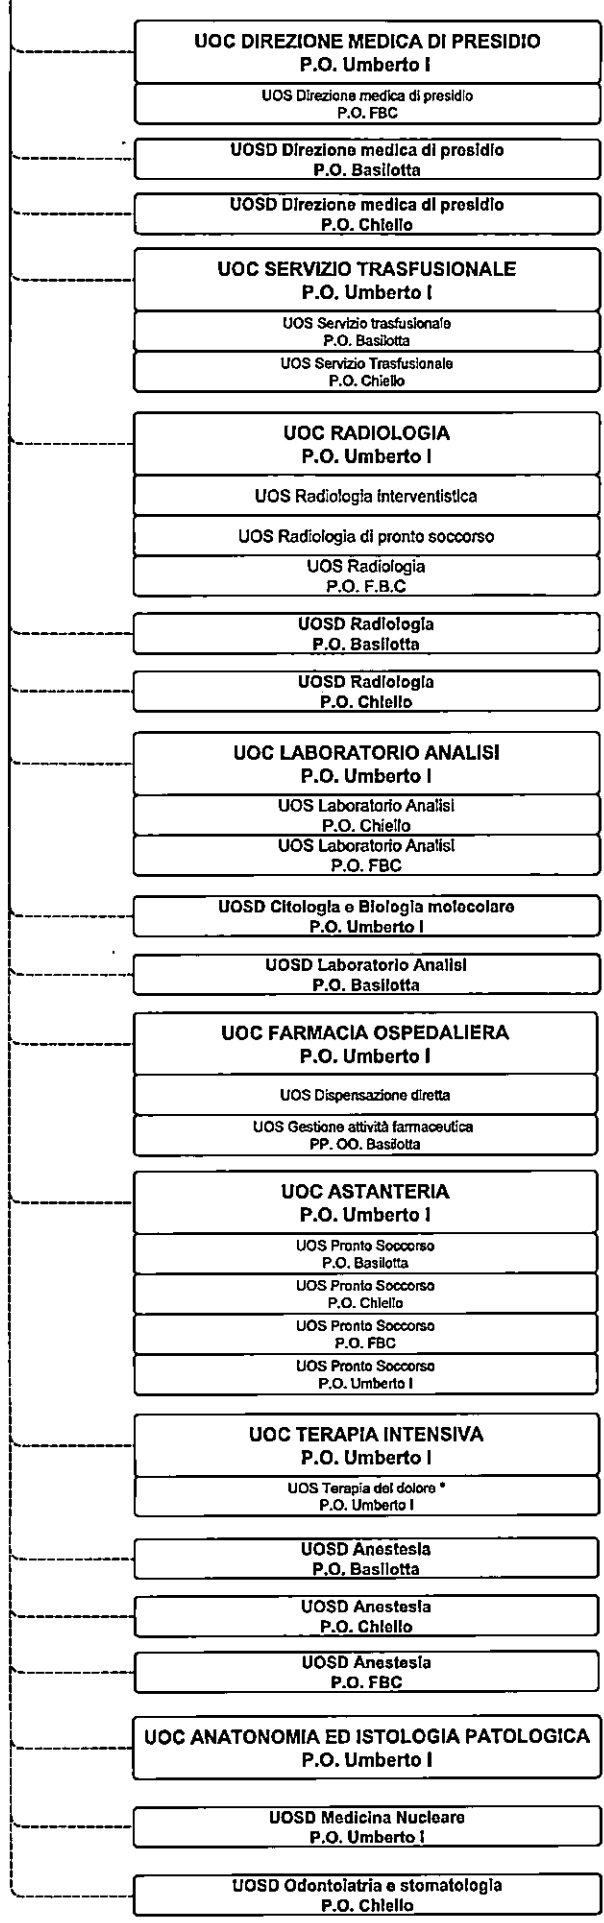 UOC DIREZIONE MEDICA DI PRESIDIO
P.O. Umberto I
UOS Direzione medica di presidio
P.O. FBC
UOSD Direzione medica di presidio
P.O. Basilotta
UOSD Direzione medica di presidio
P.O. Chiello
UOC SERVIZIO TRASFUSIONALE
P.O. Umberto I
UOS Servizio trasfusionale
P.O. Basilotta
UOS Servizio Trasfusionale
P.O. Chiello
UOC RADIOLOGIA
P.O. Umberto I
UOS Radiologia interventistica
UOS Radiologia di pronto soccorso
UOS Radiologia
P.O. F.B.C
UOSD Radiologia
P.O. Basilotta
UOSD Radiologia
P.O. Chiello
UOC LABORATORIO ANALISI
P.O. Umberto I
UOS Laboratorio Analisi
P.O. Chiello
UOS Laboratorio Analisi
P.O. FBC
UOSD Citologia e Biologia molecolare
P.O. Umberto I
UOSD Laboratorio Analisi
P.O. Basilotta
UOC FARMACIA OSPEDALIERA
P.O. Umberto I
UOS Dispensazione diretta
UOS Gestione attività farmaceutica
PP. OO. Basilotta
UOC ASTANTERIA
P.O. Umberto I
UOS Pronto Soccorso
P.O. Basilotta
UOS Pronto Soccorso
P.O. Chiello
UOS Pronto Soccorso
P.O. FBC
UOS Pronto Soccorso
P.O. Umberto I
UOC TERAPIA INTENSIVA
P.O. Umberto I
UOS Terapia del dolore *
P.O. Umberto I
UOSD Anestesia
P.O. Basilotta
UOSD Anestesia
P.O. Chiello
UOSD Anestesia
P.O. FBC
UOC ANATONOMIA ED ISTOLOGIA PATOLOGICA
P.O. Umberto I
UOSD Medicina Nucleare
P.O. Umberto I
UOSD Odontoiatria e stomatologia
P.O. Chiello